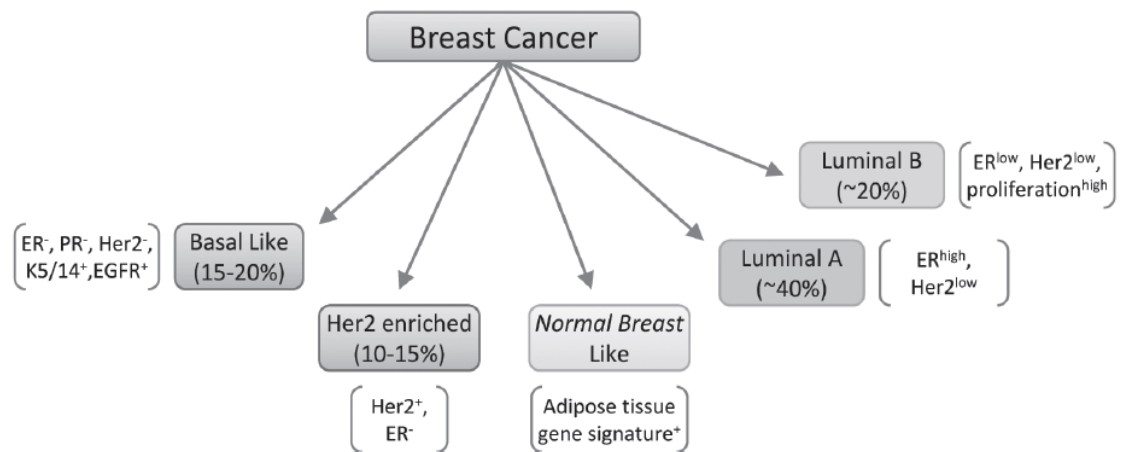 Breast Cancer
Luminal B
(~20%)
ERˡᵒʷ, Her2ˡᵒʷ,
proliferationʰⁱᵍʰ
ER⁻, PR⁻, Her2⁻,
K5/14⁺,EGFR⁺
Basal Like
(15-20%)
Luminal A
(~40%)
ERʰⁱᵍʰ,
Her2ˡᵒʷ
Her2 enriched
(10-15%)
Normal Breast
Like
Her2⁺,
ER⁻
Adipose tissue
gene signature⁺